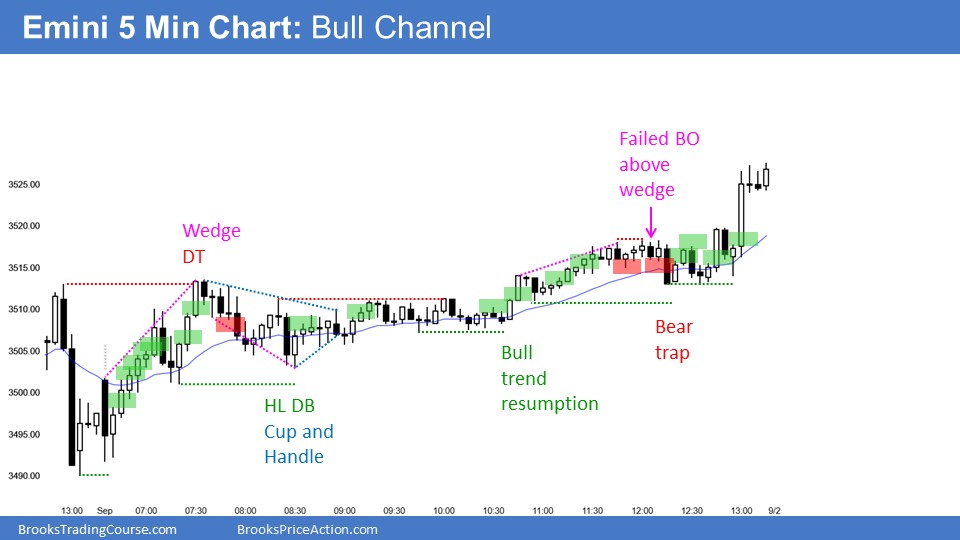 Emini 5 Min Chart: Bull Channel
Failed BO
above
wedge
3525.00
3520.00
3515.00
3510.00
3505.00
3500.00
3495.00
3490.00
Wedge
DT
Bear
trap
Bull
trend
resumption
HL DB
Cup and
Handle
13:00 Sep 07:00 07:30 08:00 08:30 09:00 09:30 10:00 10:30 11:00 11:30 12:00 12:30 13:00 9/2
BrooksTradingCourse.com BrooksPriceAction.com